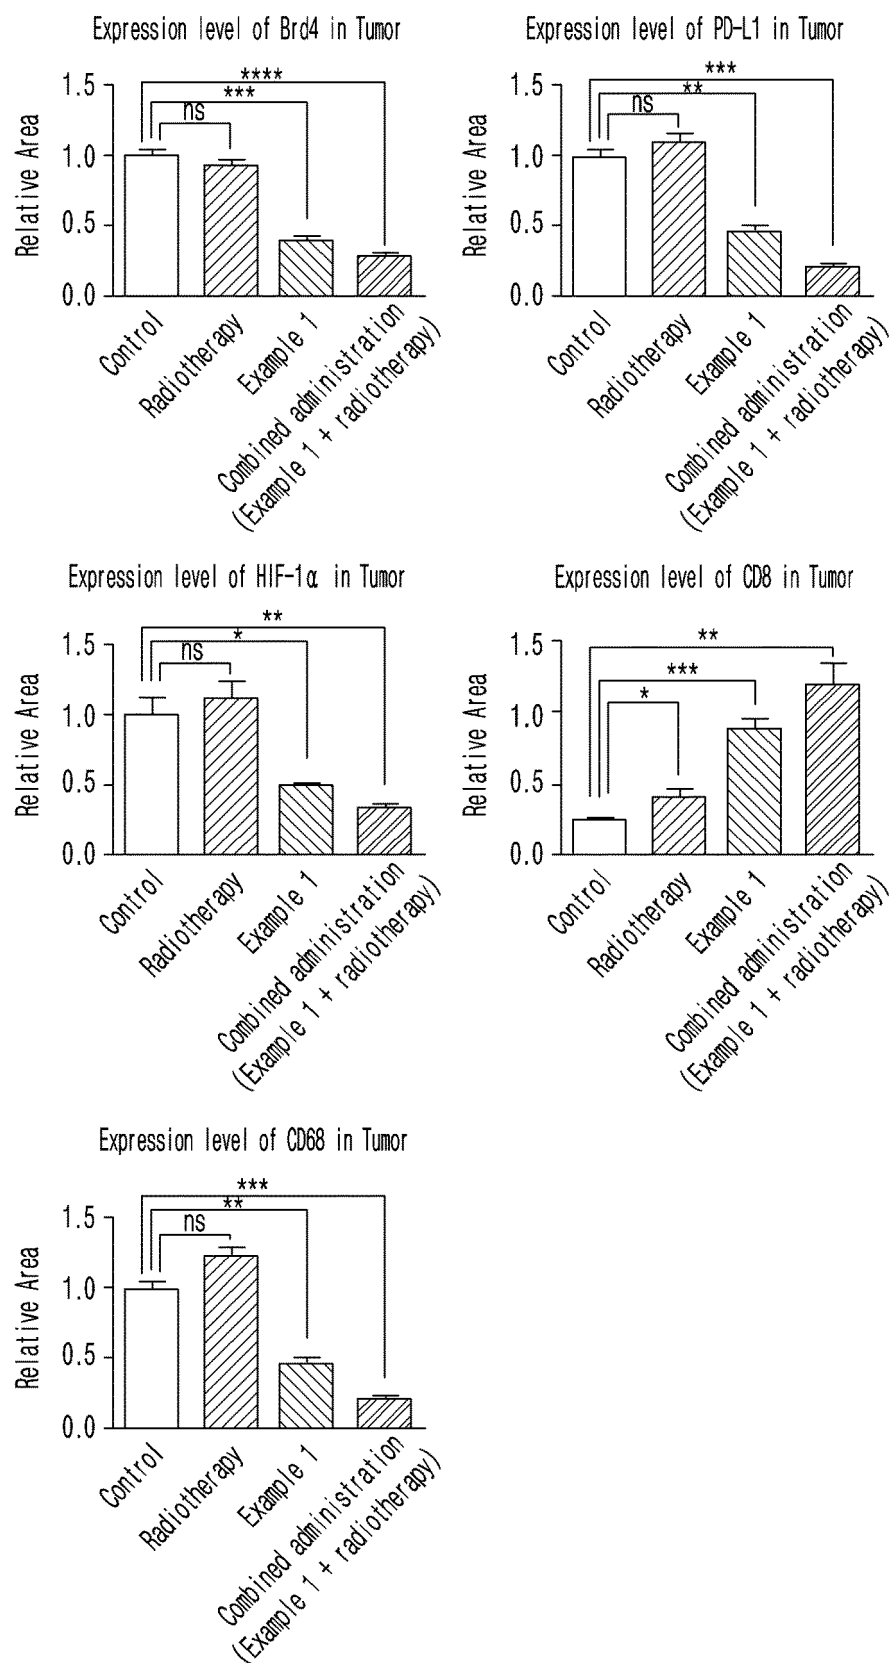 Expression level of Brd4 in Tumor
****
***
ns
1.5
1.0
0.5
0.0
Relative Area
Control
Radiotherapy
Example 1
Combined administration
(Example 1 + radiotherapy)
Expression level of PD-L1 in Tumor
***
**
ns
1.5
1.0
0.5
0.0
Relative Area
Control
Radiotherapy
Example 1
Combined administration
(Example 1 + radiotherapy)
Expression level of HIF-1α in Tumor
**
*
ns
1.5
1.0
0.5
0.0
Relative Area
Control
Radiotherapy
Example 1
Combined administration
(Example 1 + radiotherapy)
Expression level of CD8 in Tumor
**
***
*
1.5
1.0
0.5
0.0
Relative Area
Control
Radiotherapy
Example 1
Combined administration
(Example 1 + radiotherapy)
Expression level of CD68 in Tumor
***
**
ns
1.5
1.0
0.5
0.0
Relative Area
Control
Radiotherapy
Example 1
Combined administration
(Example 1 + radiotherapy)